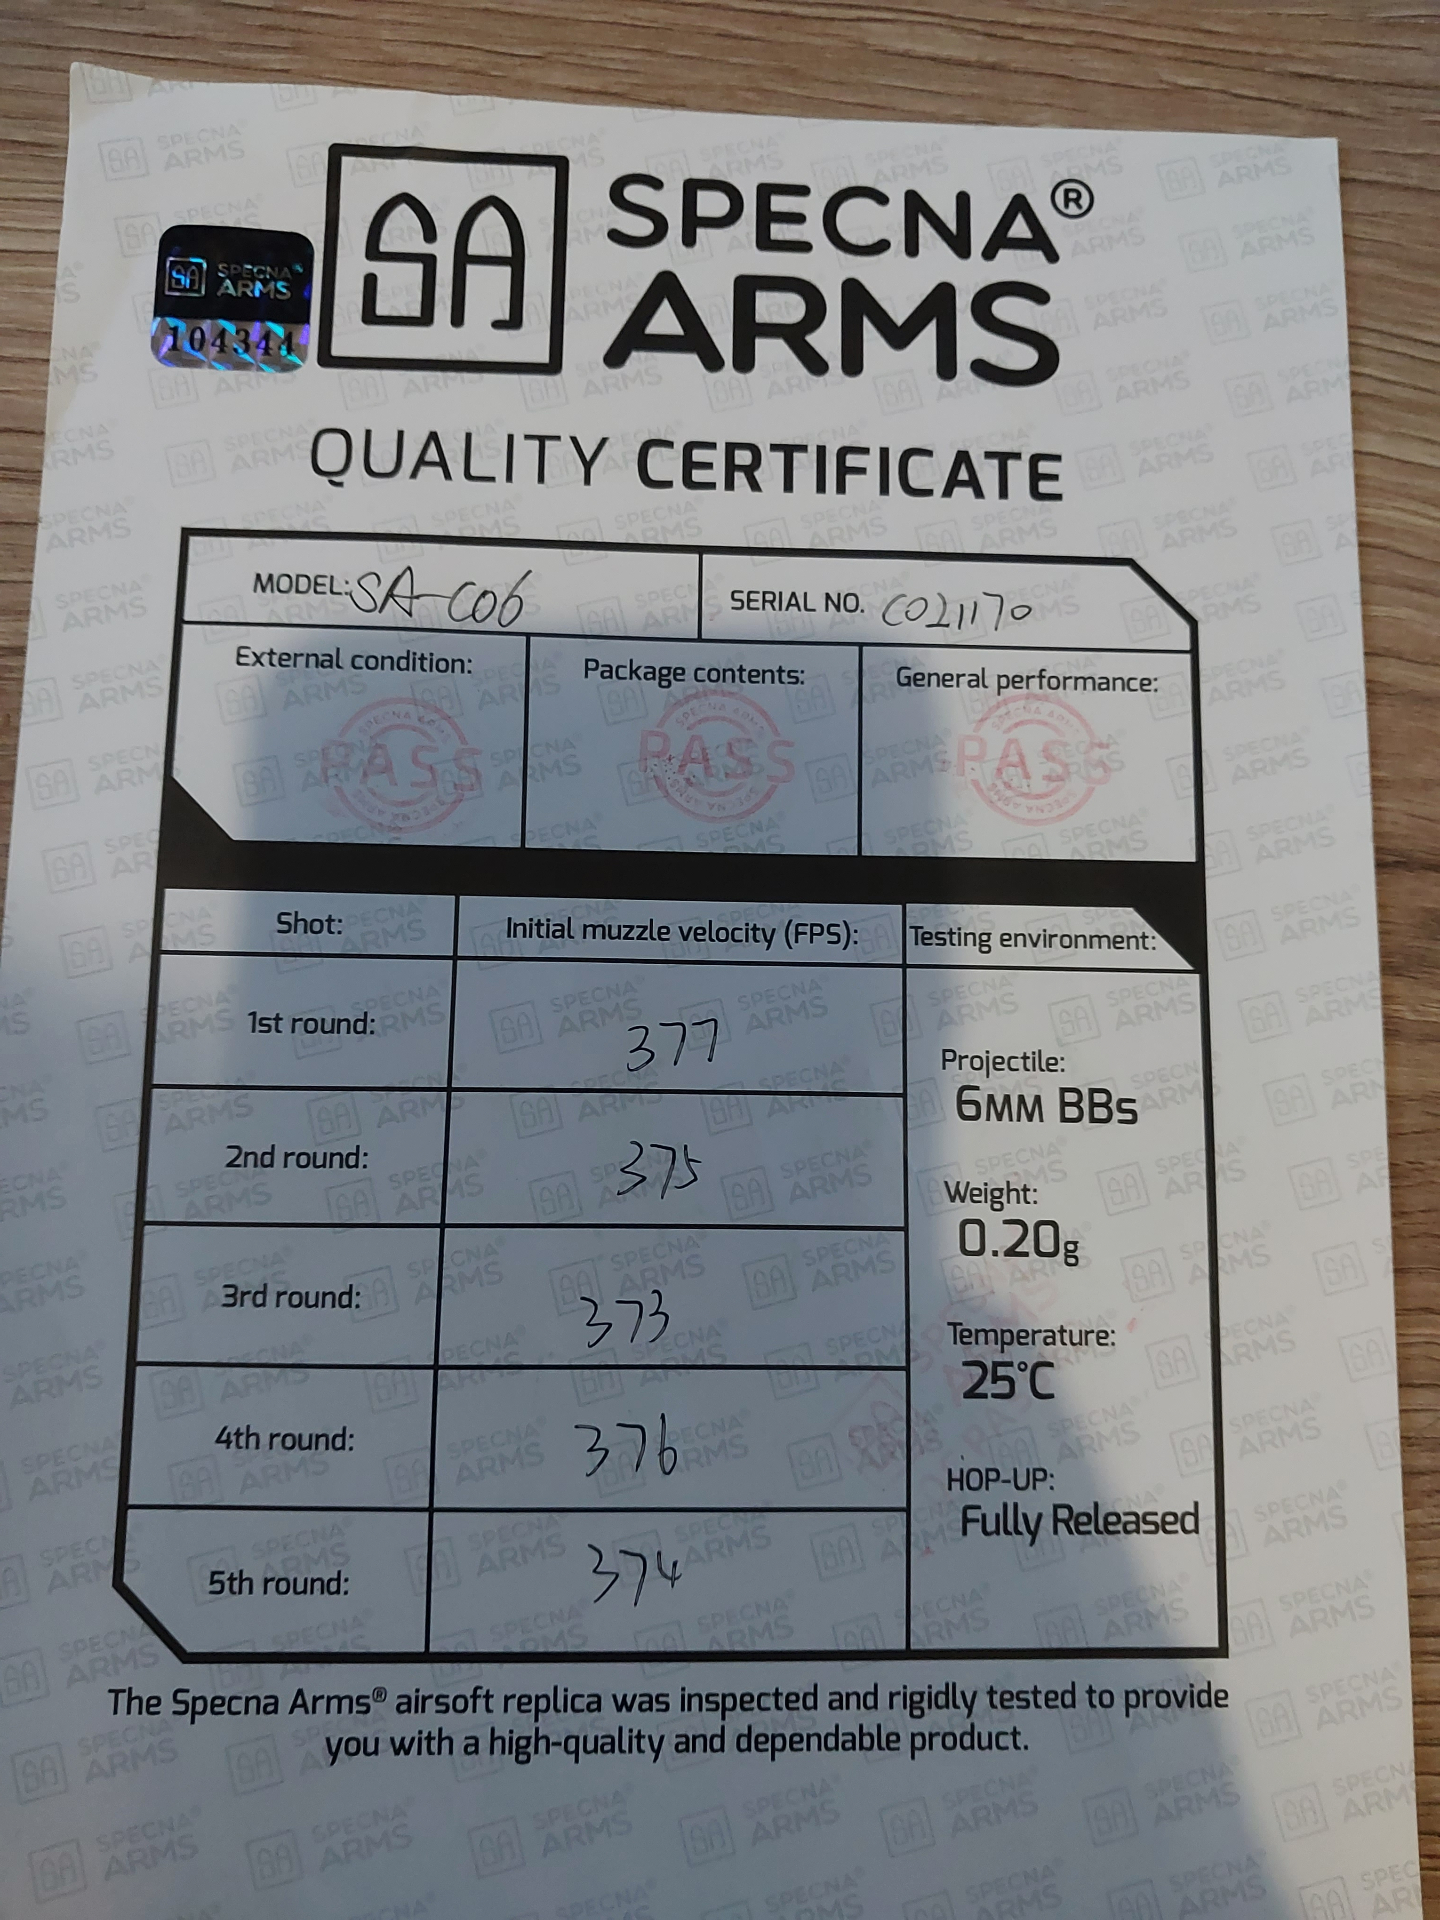 SA SPECNA®
ARMS
SA SPECNA®
ARMS
104344
QUALITY CERTIFICATE
MODEL: SA-C06
SERIAL NO. C021170
External condition:
Package contents:
General performance:
PASS
PASS
PASS
Shot:
Initial muzzle velocity (FPS):
Testing environment:
1st round:
377
2nd round:
375
3rd round:
373
4th round:
376
5th round:
374
Projectile:
6MM BBs
Weight:
0.20g
Temperature:
25°C
HOP-UP:
Fully Released
The Specna Arms® airsoft replica was inspected and rigidly tested to provide
you with a high-quality and dependable product.